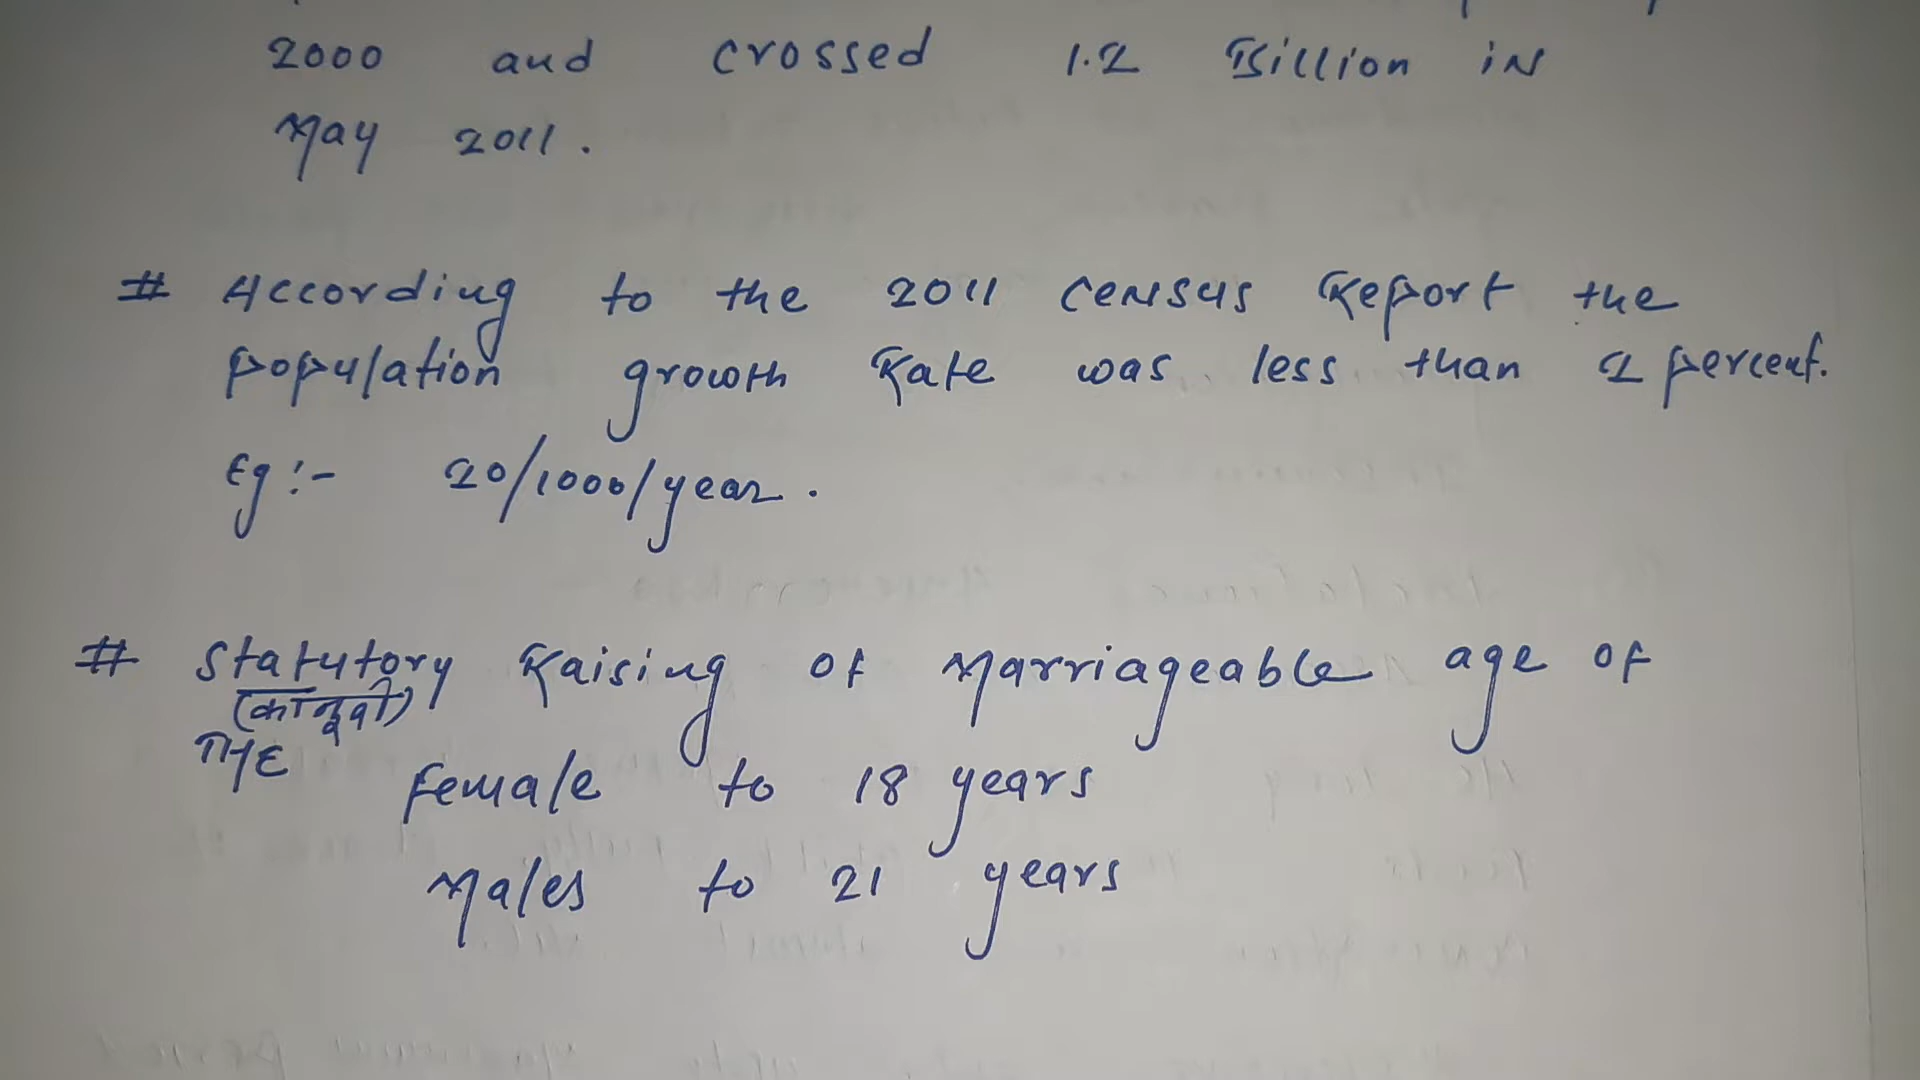 2000 and crossed 1.2 Billion in
May 2011.
# According to the 2011 census Report the
population growth Rate was less than 2 percent.
Eg:- 20/1000/year.
# Statutory Raising of Marriageable age of
(कानूनी)
THE female to 18 years
Males to 21 years